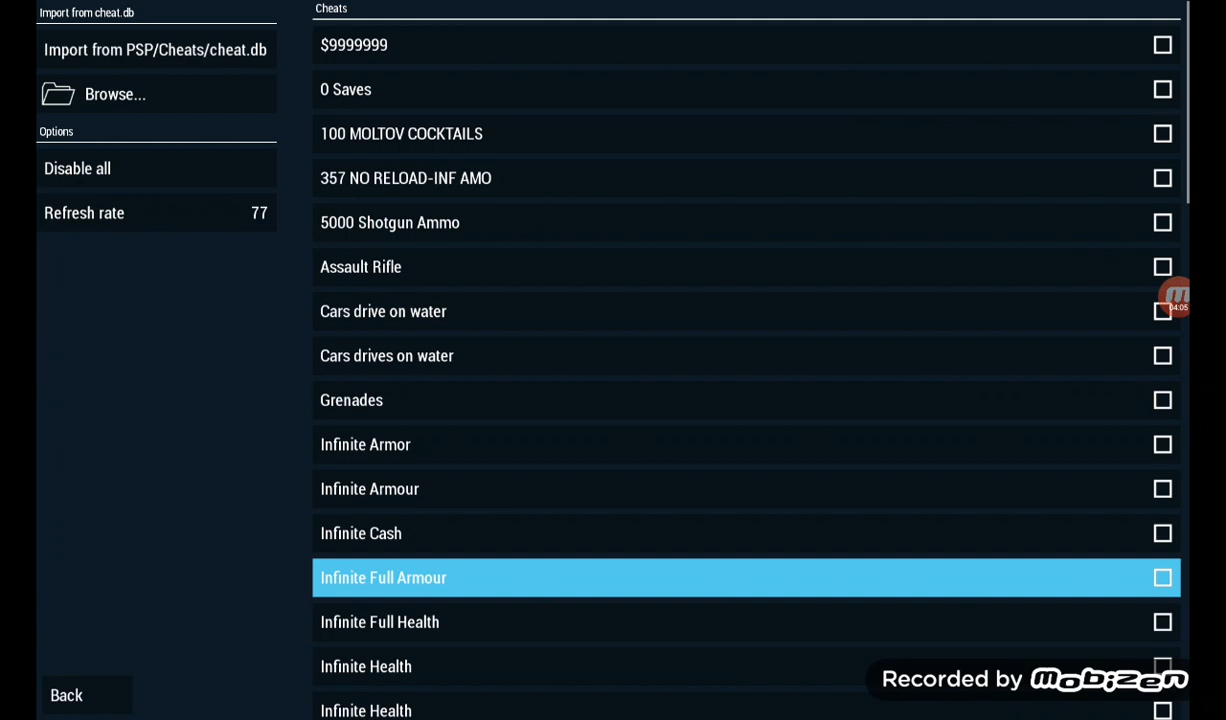 Import from cheat.db
Import from PSP/Cheats/cheat.db
Browse...
Options
Disable all
Refresh rate 77
Back
Cheats
$9999999
0 Saves
100 MOLTOV COCKTAILS
357 NO RELOAD-INF AMO
5000 Shotgun Ammo
Assault Rifle
Cars drive on water
Cars drives on water
Grenades
Infinite Armor
Infinite Armour
Infinite Cash
Infinite Full Armour
Infinite Full Health
Infinite Health
Infinite Health
04:05
Recorded by mobizen